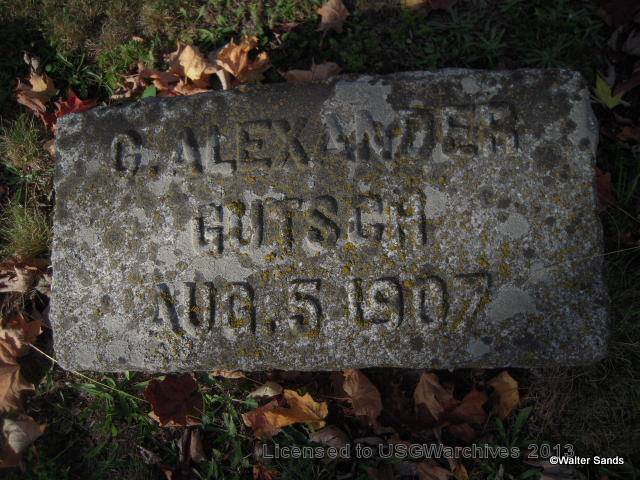 G. ALEXANDER
GUTSCH
AUG. 5 1907
Licensed to USGWarchives 2013
©Walter Sands